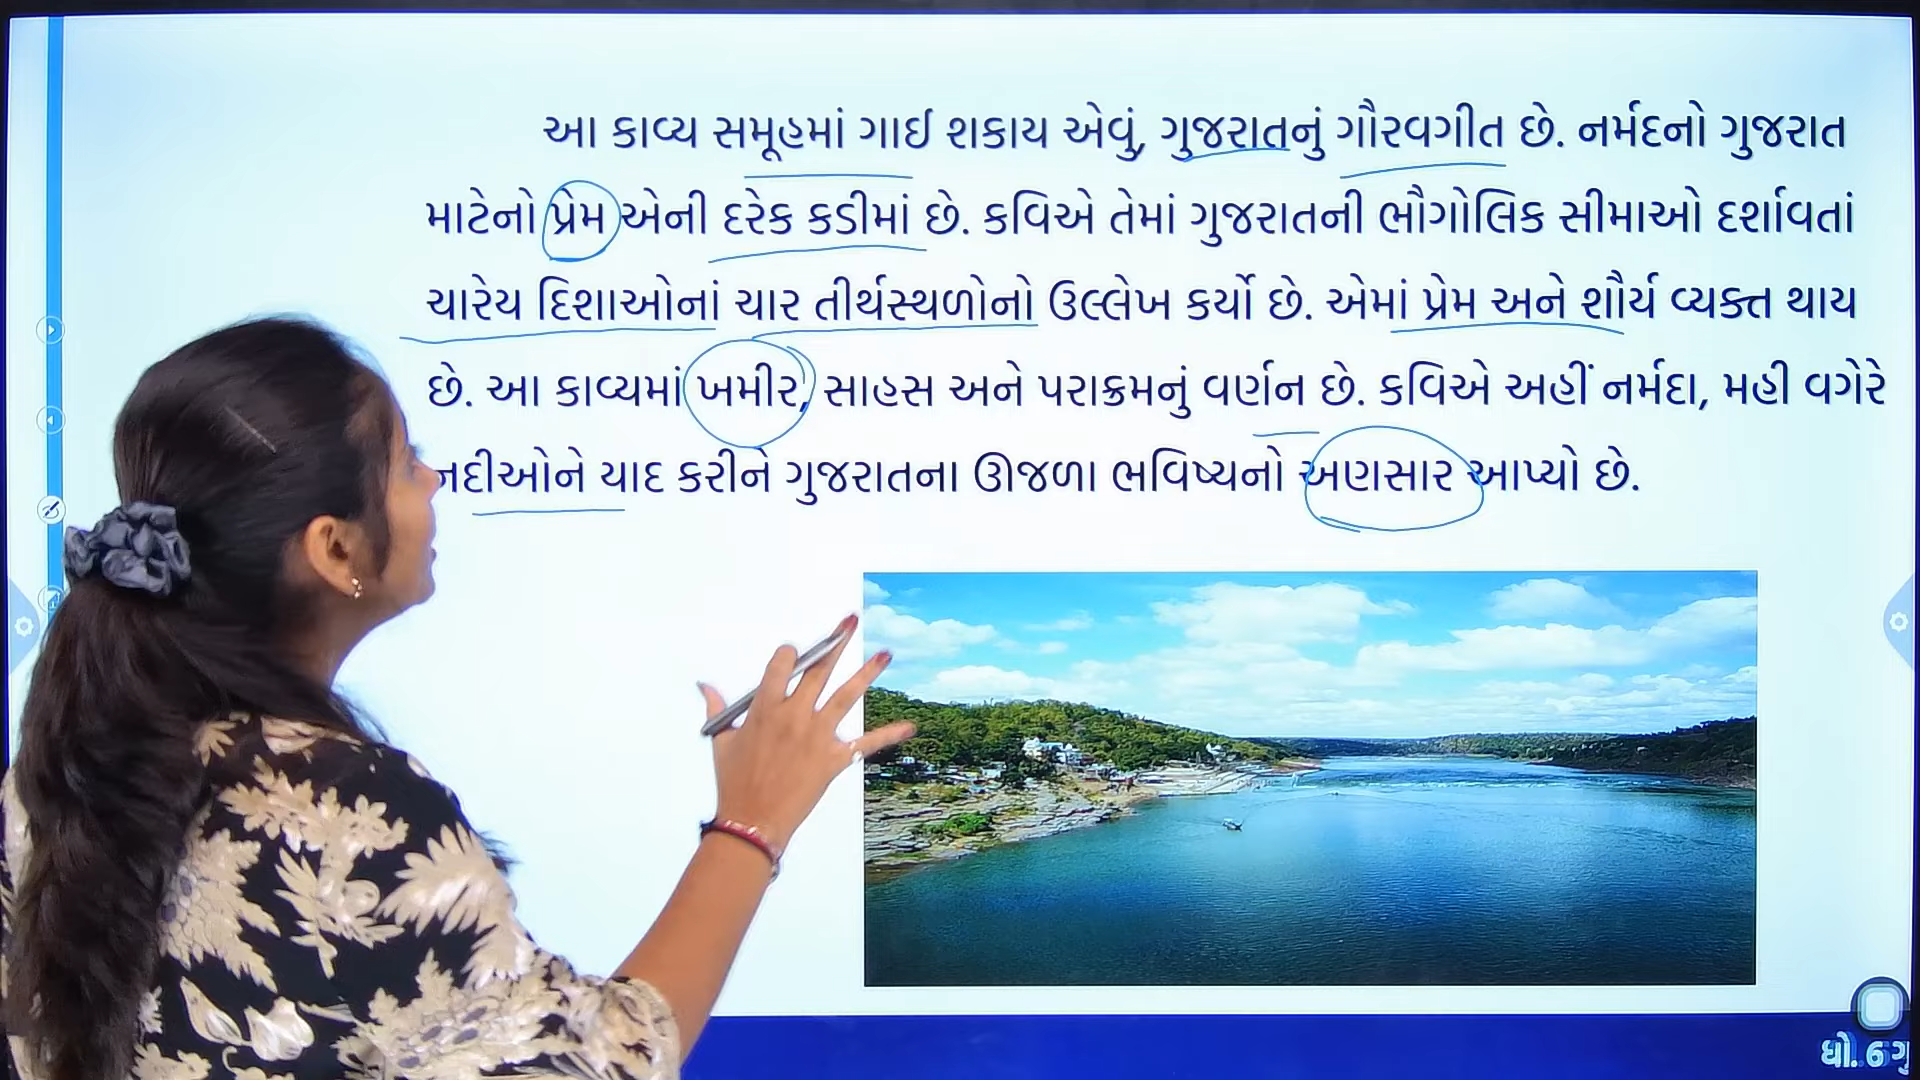 આ કાવ્ય સમૂહમાં ગાઈ શકાય એવું, ગુજરાતનું ગૌરવગીત છે. નર્મદનો ગુજરાત
માટેનો પ્રેમ એની દરેક કડીમાં છે. કવિએ તેમાં ગુજરાતની ભૌગોલિક સીમાઓ દર્શાવતાં
ચારેય દિશાઓનાં ચાર તીર્થસ્થળોનો ઉલ્લેખ કર્યો છે. એમાં પ્રેમ અને શૌર્ય વ્યક્ત થાય
છે. આ કાવ્યમાં ખમીર, સાહસ અને પરાક્રમનું વર્ણન છે. કવિએ અહીં નર્મદા, મહી વગેરે
નદીઓને યાદ કરીને ગુજરાતના ઊજળા ભવિષ્યનો અણસાર આપ્યો છે.
ધો. 6